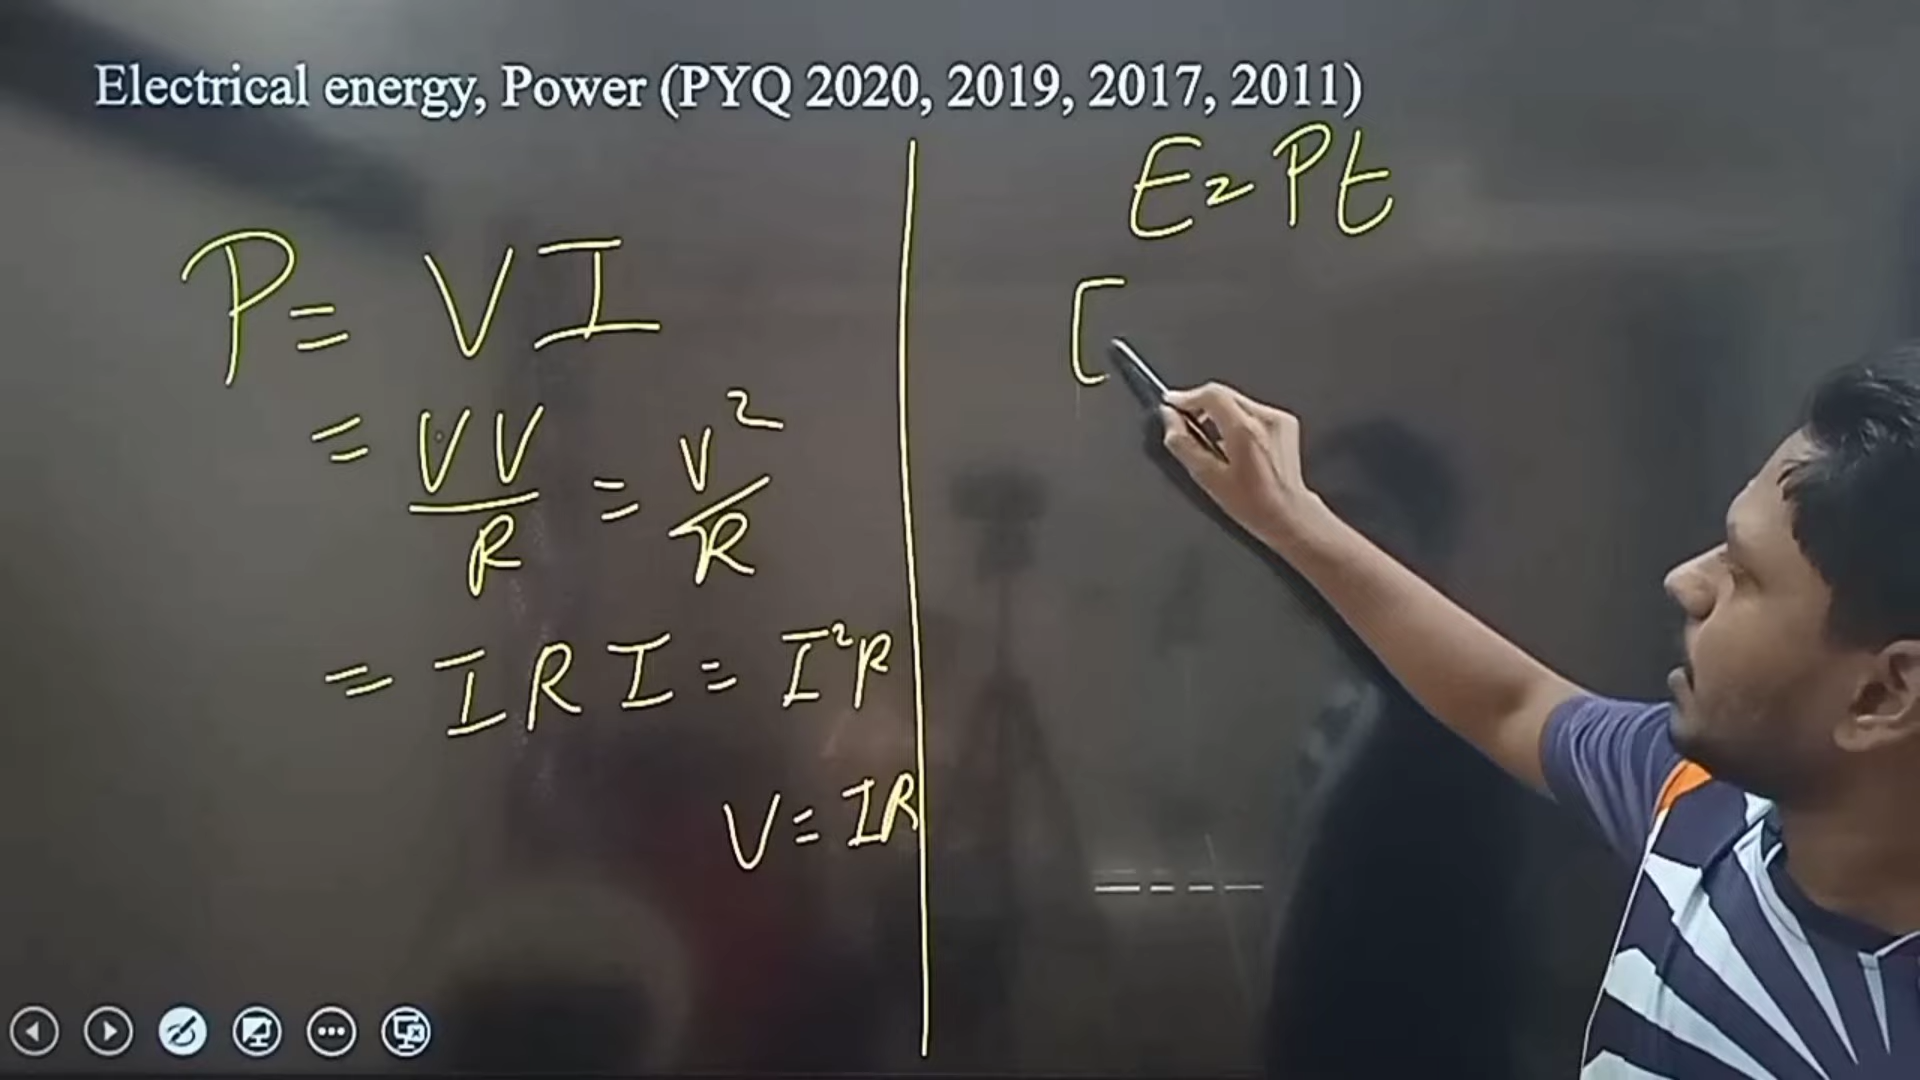 Electrical energy, Power (PYQ 2020, 2019, 2017, 2011)
P = VI
= VV/R = V²/R
= IRI = I²R
V = IR
E = Pt
[